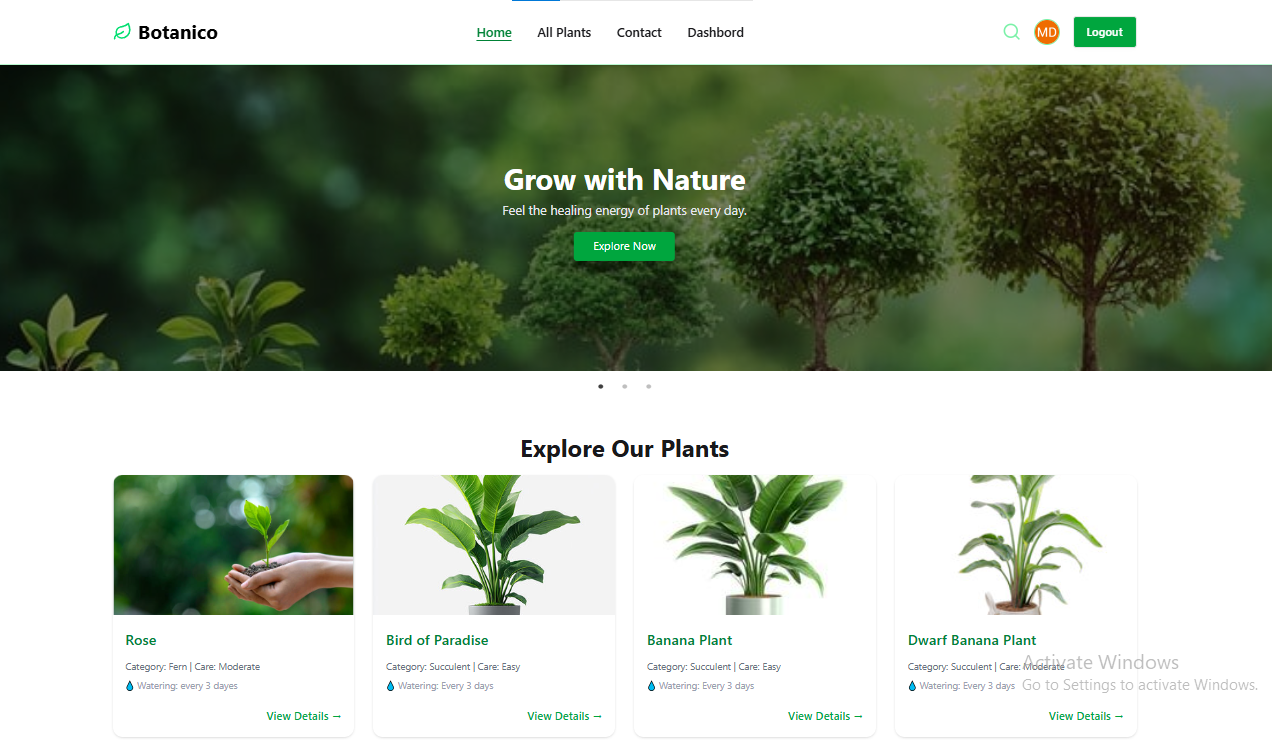 Botanico
Home
All Plants
Contact
Dashbord
MD
Logout
Grow with Nature
Feel the healing energy of plants every day.
Explore Now
Explore Our Plants
Rose
Category: Fern | Care: Moderate
Watering: every 3 dayes
View Details →
Bird of Paradise
Category: Succulent | Care: Easy
Watering: Every 3 days
View Details →
Banana Plant
Category: Succulent | Care: Easy
Watering: Every 3 days
View Details →
Dwarf Banana Plant
Category: Succulent | Care: Moderate
Watering: Every 3 days
View Details →
Activate Windows
Go to Settings to activate Windows.